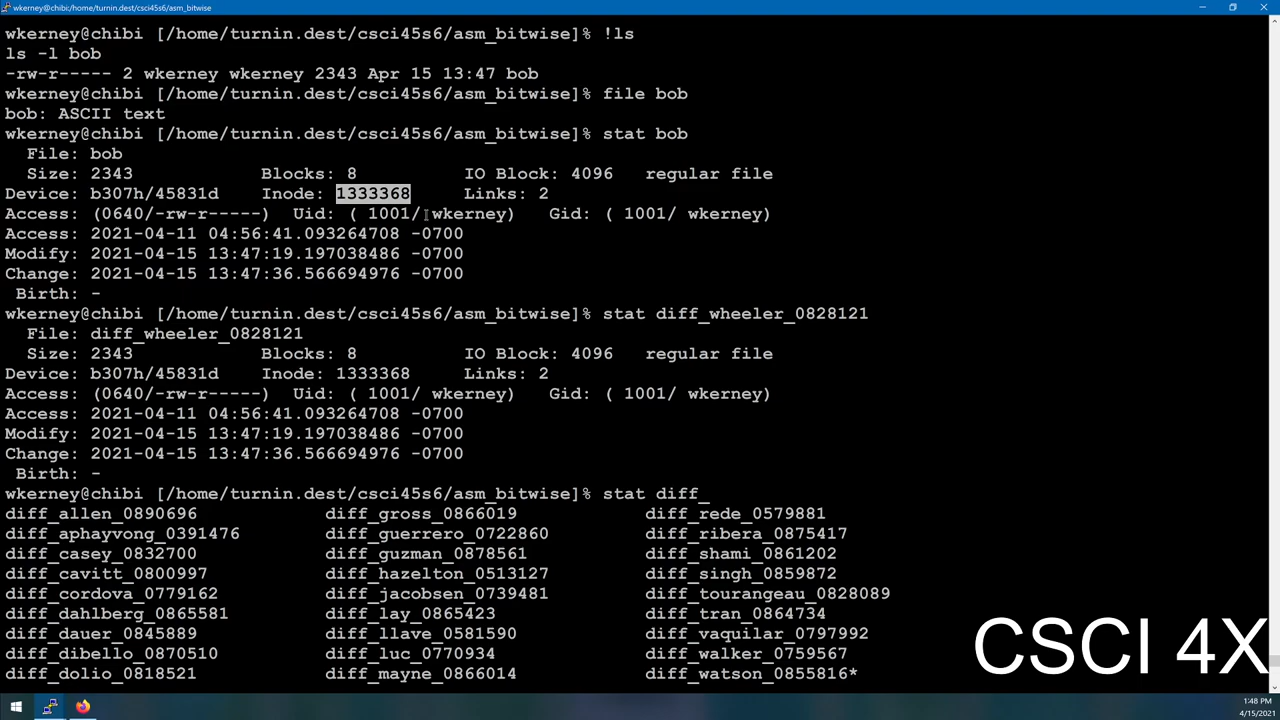 wkerney@chibi:/home/turnin.dest/csci45s6/asm_bitwise
wkerney@chibi [/home/turnin.dest/csci45s6/asm_bitwise]% !ls
ls -l bob
-rw-r----- 2 wkerney wkerney 2343 Apr 15 13:47 bob
wkerney@chibi [/home/turnin.dest/csci45s6/asm_bitwise]% file bob
bob: ASCII text
wkerney@chibi [/home/turnin.dest/csci45s6/asm_bitwise]% stat bob
  File: bob
  Size: 2343            Blocks: 8          IO Block: 4096   regular file
Device: b307h/45831d    Inode: 1333368     Links: 2
Access: (0640/-rw-r-----)  Uid: ( 1001/ wkerney)   Gid: ( 1001/ wkerney)
Access: 2021-04-11 04:56:41.093264708 -0700
Modify: 2021-04-15 13:47:19.197038486 -0700
Change: 2021-04-15 13:47:36.566694976 -0700
 Birth: -
wkerney@chibi [/home/turnin.dest/csci45s6/asm_bitwise]% stat diff_wheeler_0828121
  File: diff_wheeler_0828121
  Size: 2343            Blocks: 8          IO Block: 4096   regular file
Device: b307h/45831d    Inode: 1333368     Links: 2
Access: (0640/-rw-r-----)  Uid: ( 1001/ wkerney)   Gid: ( 1001/ wkerney)
Access: 2021-04-11 04:56:41.093264708 -0700
Modify: 2021-04-15 13:47:19.197038486 -0700
Change: 2021-04-15 13:47:36.566694976 -0700
 Birth: -
wkerney@chibi [/home/turnin.dest/csci45s6/asm_bitwise]% stat diff_
diff_allen_0890696            diff_gross_0866019            diff_rede_0579881
diff_aphayvong_0391476        diff_guerrero_0722860         diff_ribera_0875417
diff_casey_0832700            diff_guzman_0878561           diff_shami_0861202
diff_cavitt_0800997           diff_hazelton_0513127         diff_singh_0859872
diff_cordova_0779162          diff_jacobsen_0739481         diff_tourangeau_0828089
diff_dahlberg_0865581         diff_lay_0865423              diff_tran_0864734
diff_dauer_0845889            diff_llave_0581590            diff_vaquilar_0797992
diff_dibello_0870510          diff_luc_0770934              diff_walker_0759567
diff_dolio_0818521            diff_mayne_0866014            diff_watson_0855816*
CSCI 4X
1:48 PM
4/15/2021